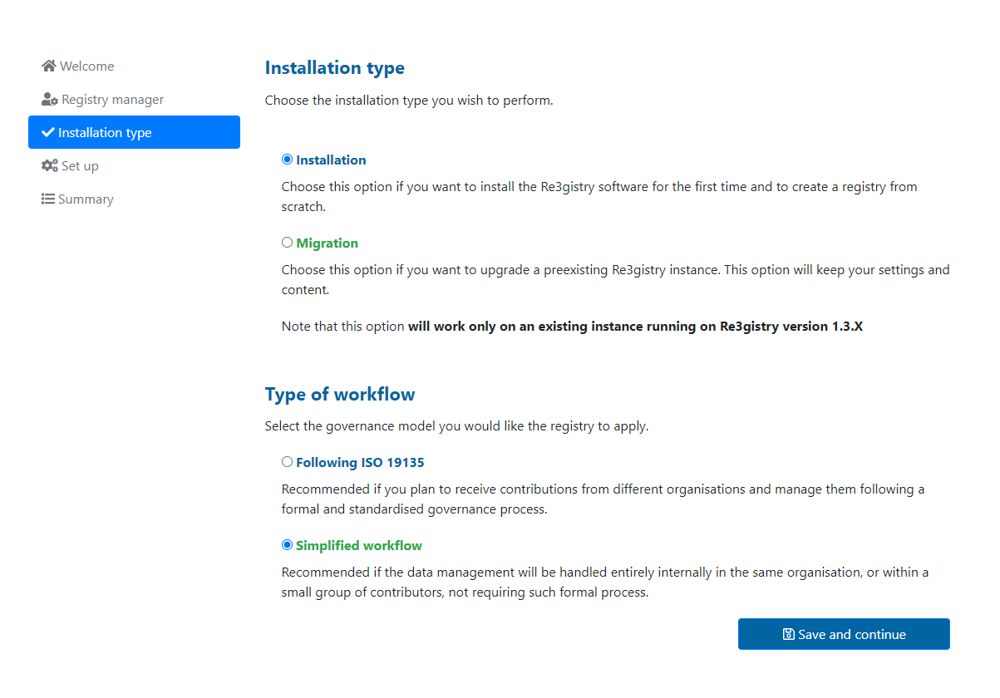 Welcome
Registry manager
Installation type
Set up
Summary
Installation type
Choose the installation type you wish to perform.
Installation
Choose this option if you want to install the Re3gistry software for the first time and to create a registry from
scratch.
Migration
Choose this option if you want to upgrade a preexisting Re3gistry instance. This option will keep your settings and
content.
Note that this option will work only on an existing instance running on Re3gistry version 1.3.X
Type of workflow
Select the governance model you would like the registry to apply.
Following ISO 19135
Recommended if you plan to receive contributions from different organisations and manage them following a
formal and standardised governance process.
Simplified workflow
Recommended if the data management will be handled entirely internally in the same organisation, or within a
small group of contributors, not requiring such formal process.
Save and continue